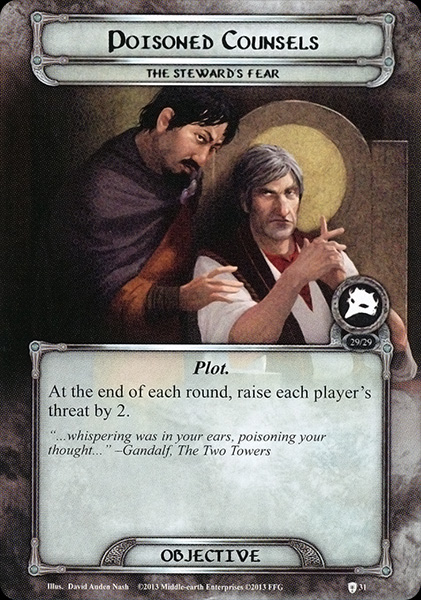 Poisoned Counsels
The Steward's Fear
29/29
Plot.
At the end of each round, raise each player's
threat by 2.
“...whispering was in your ears, poisoning your
thought...” –Gandalf, The Two Towers
OBJECTIVE
Illus. David Auden Nash ©2013 Middle-earth Enterprises ©2013 FFG 31